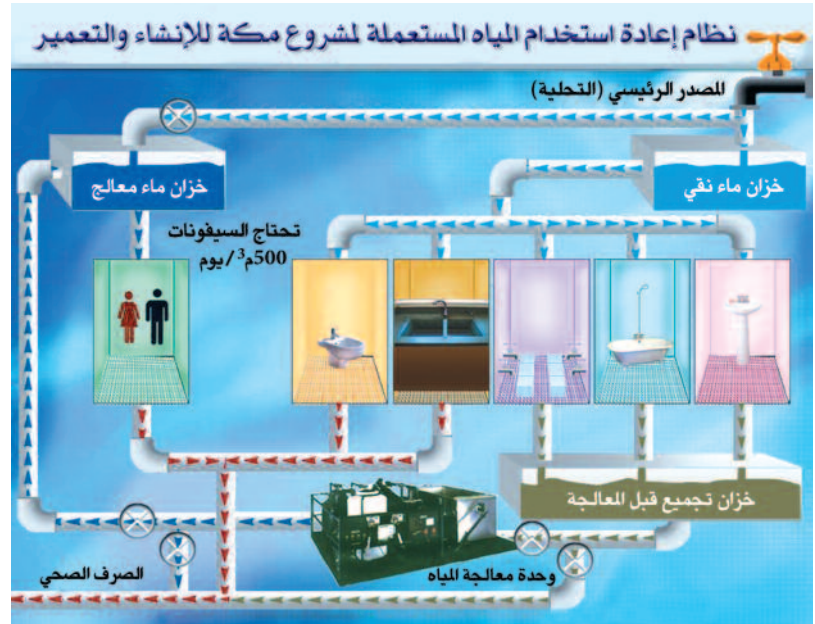 نظام إعادة استخدام المياه المستعملة لمشروع مكة للإنشاء والتعمير
المصدر الرئيسي (التحلية)
خزان ماء نقي
خزان ماء معالج
تحتاج السيفونات
500م³/يوم
خزان تجميع قبل المعالجة
وحدة معالجة المياه
الصرف الصحي